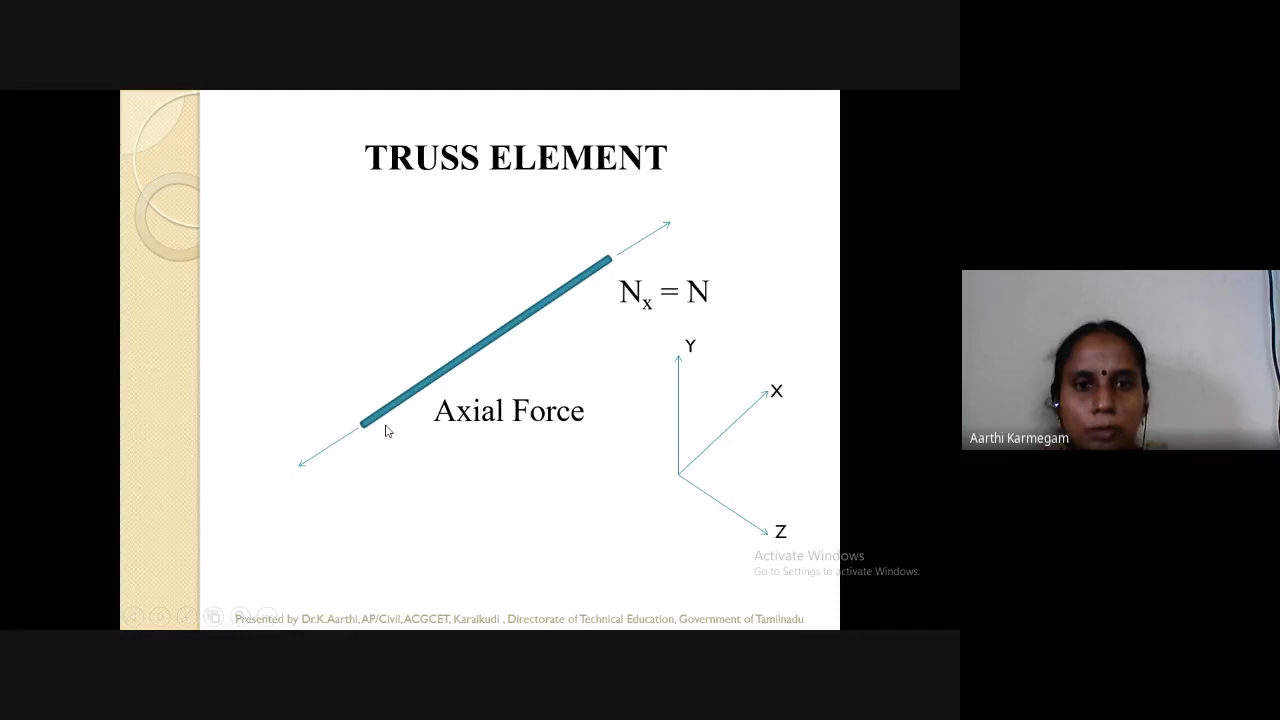 TRUSS ELEMENT
Nx = N
Y
X
Axial Force
Aarthi Karmegam
Z
Activate Windows
Go to Settings to activate Windows.
Presented by Dr.K.Aarthi, AP/Civil, ACGCET, Karaikudi , Directorate of Technical Education, Government of Tamilnadu